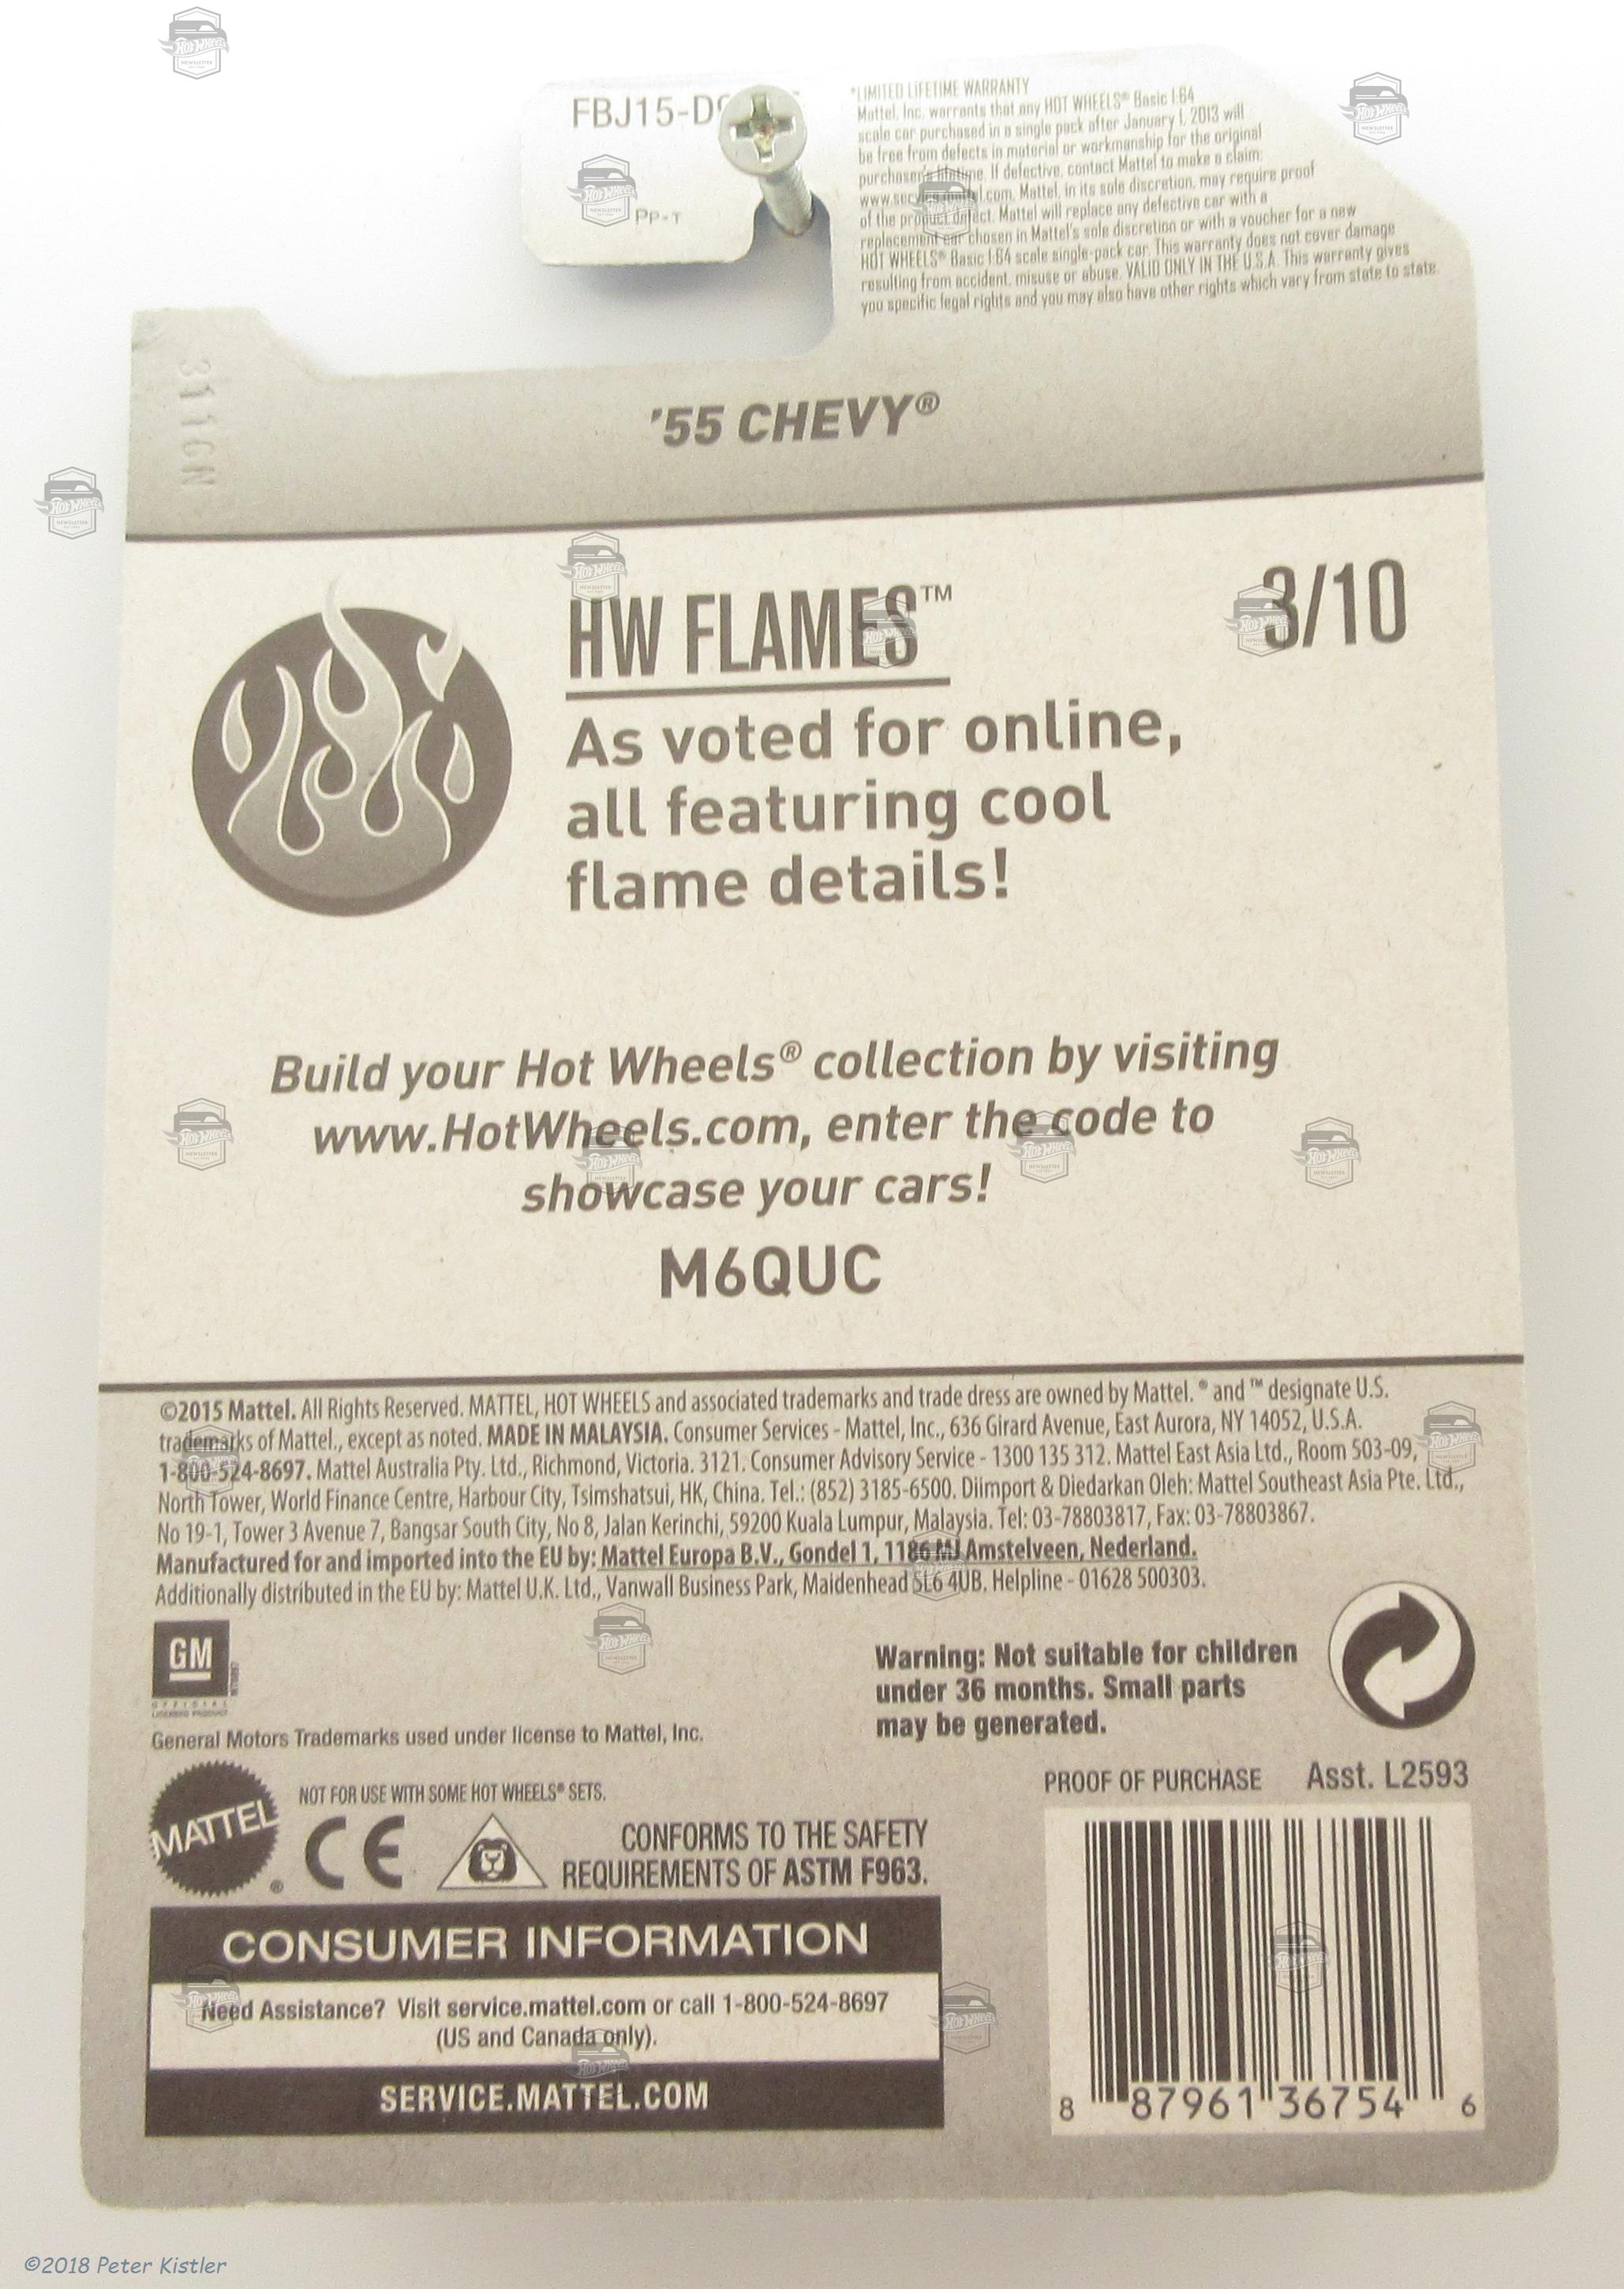 FBJ15-D9
Pp-T
*LIMITED LIFETIME WARRANTY
Mattel, Inc. warrants that any HOT WHEELS® Basic 1:64
scale car purchased in a single pack after January 1, 2013 will
be free from defects in material or workmanship for the original
purchaser's lifetime. If defective, contact Mattel to make a claim:
www.service.mattel.com. Mattel, in its sole discretion, may require proof
of the product defect. Mattel will replace any defective car with a
replacement car chosen in Mattel's sole discretion or with a voucher for a new
HOT WHEELS® Basic 1:64 scale single-pack car. This warranty does not cover damage
resulting from accident, misuse or abuse. VALID ONLY IN THE U.S.A. This warranty gives
you specific legal rights and you may also have other rights which vary from state to state.
'55 CHEVY®
HW FLAMES™
3/10
As voted for online,
all featuring cool
flame details!
Build your Hot Wheels® collection by visiting
www.HotWheels.com, enter the code to
showcase your cars!
M6QUC
©2015 Mattel. All Rights Reserved. MATTEL, HOT WHEELS and associated trademarks and trade dress are owned by Mattel. ® and ™ designate U.S.
trademarks of Mattel., except as noted. MADE IN MALAYSIA. Consumer Services - Mattel, Inc., 636 Girard Avenue, East Aurora, NY 14052, U.S.A.
1-800-524-8697. Mattel Australia Pty. Ltd., Richmond, Victoria. 3121. Consumer Advisory Service - 1300 135 312. Mattel East Asia Ltd., Room 503-09,
North Tower, World Finance Centre, Harbour City, Tsimshatsui, HK, China. Tel.: (852) 3185-6500. Diimport & Diedarkan Oleh: Mattel Southeast Asia Pte. Ltd.,
No 19-1, Tower 3 Avenue 7, Bangsar South City, No 8, Jalan Kerinchi, 59200 Kuala Lumpur, Malaysia. Tel: 03-78803817, Fax: 03-78803867.
Manufactured for and imported into the EU by: Mattel Europa B.V., Gondel 1, 1186 MJ Amstelveen, Nederland.
Additionally distributed in the EU by: Mattel U.K. Ltd., Vanwall Business Park, Maidenhead SL6 4UB. Helpline - 01628 500303.
GM
OFFICIAL
LICENSED PRODUCT
General Motors Trademarks used under license to Mattel, Inc.
Warning: Not suitable for children
under 36 months. Small parts
may be generated.
MATTEL®
NOT FOR USE WITH SOME HOT WHEELS® SETS.
CE
CONFORMS TO THE SAFETY
REQUIREMENTS OF ASTM F963.
PROOF OF PURCHASE Asst. L2593
CONSUMER INFORMATION
Need Assistance? Visit service.mattel.com or call 1-800-524-8697
(US and Canada only).
SERVICE.MATTEL.COM
8 87961 36754 6
©2018 Peter Kistler